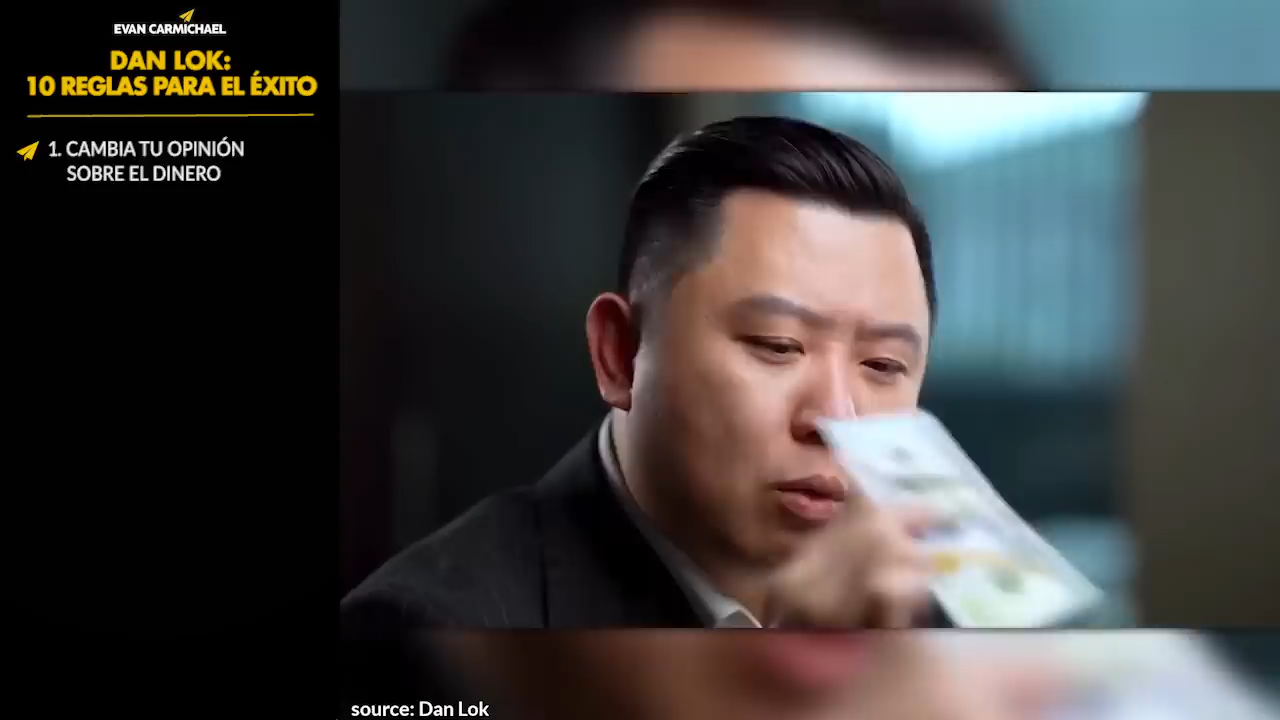 EVAN CARMICHAEL
DAN LOK:
10 REGLAS PARA EL ÉXITO
1. CAMBIA TU OPINIÓN
SOBRE EL DINERO
source: Dan Lok